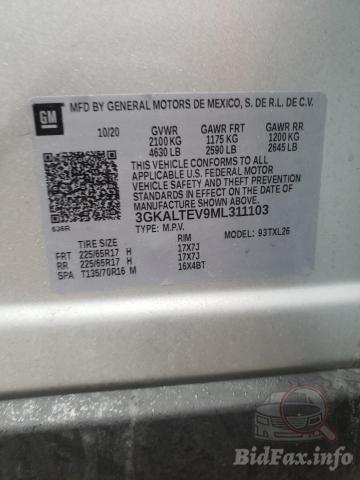 GM
MFD BY GENERAL MOTORS DE MEXICO, S. DE R.L. DE C.V.
10/20 GVWR GAWR FRT GAWR RR
2100 KG 1175 KG 1200 KG
4630 LB 2590 LB 2645 LB
THIS VEHICLE CONFORMS TO ALL
APPLICABLE U.S. FEDERAL MOTOR
VEHICLE SAFETY AND THEFT PREVENTION
STANDARDS IN EFFECT ON THE DATE OF
MANUFACTURE SHOWN ABOVE.
3GKALTEV9ML311103
TYPE: M.P.V. 93TXL26
TIRE SIZE RIM
FRT 225/65R17 H 17X7J
RR 225/65R17 H 17X7J
SPA T135/70R16 M 16X4BT
BidFax.info